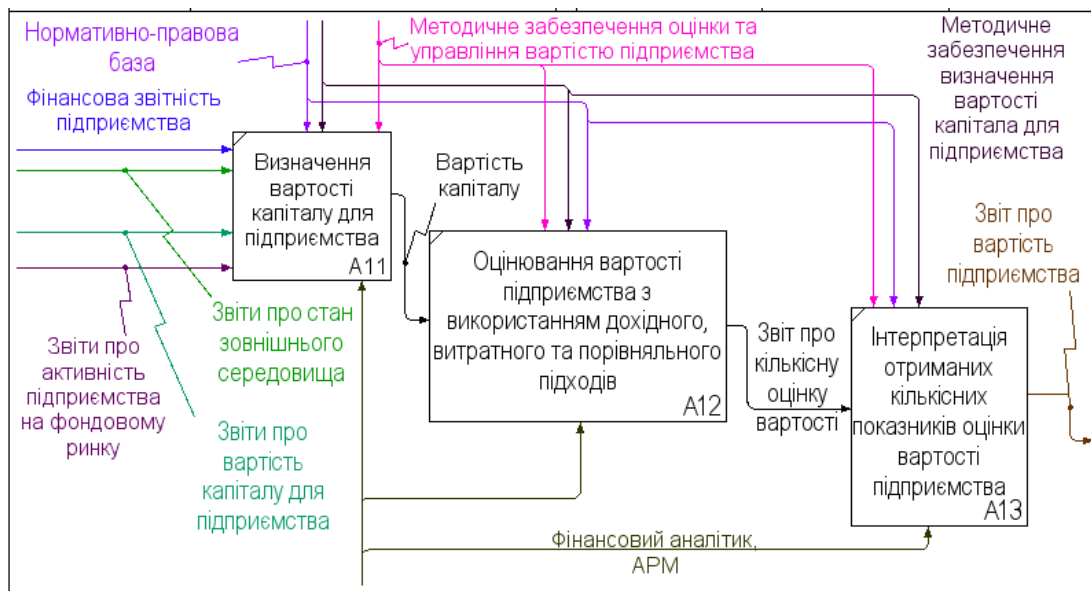 Нормативно-правова
база
Методичне забезпечення оцінки та
управління вартістю підприємства
Методичне
забезпечення
визначення
вартості
капітала для
підприємства
Фінансова звітність
підприємства
Визначення
вартості
капіталу для
підприємства
A11
Вартість
капіталу
Оцінювання вартості
підприємства з
використанням дохідного,
витратного та порівняльного
підходів
A12
Звіт про
вартість
підприємства
Звіти про стан
зовнішнього
середовища
Звіти про
активність
підприємства
на фондовому
ринку
Звіти про
вартість
капіталу для
підприємства
Звіт про
кількісну
оцінку
вартості
Інтерпретація
отриманих
кількісних
показників оцінки
вартості
підприємства
A13
Фінансовий аналітик,
АРМ